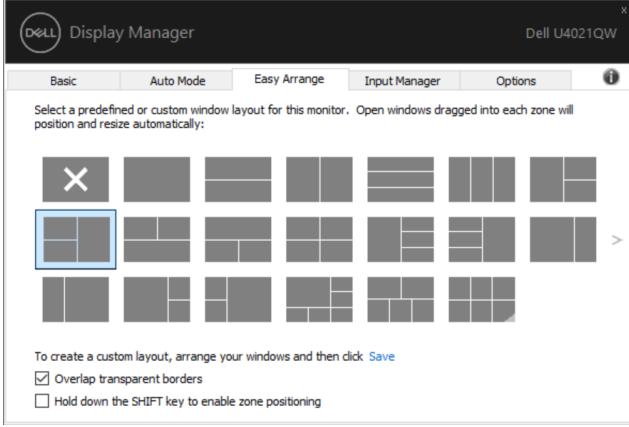 x
DELL Display Manager
Dell U4021QW
Basic Auto Mode Easy Arrange Input Manager Options
Select a predefined or custom window layout for this monitor. Open windows dragged into each zone will
position and resize automatically:
To create a custom layout, arrange your windows and then click Save
Overlap transparent borders
Hold down the SHIFT key to enable zone positioning